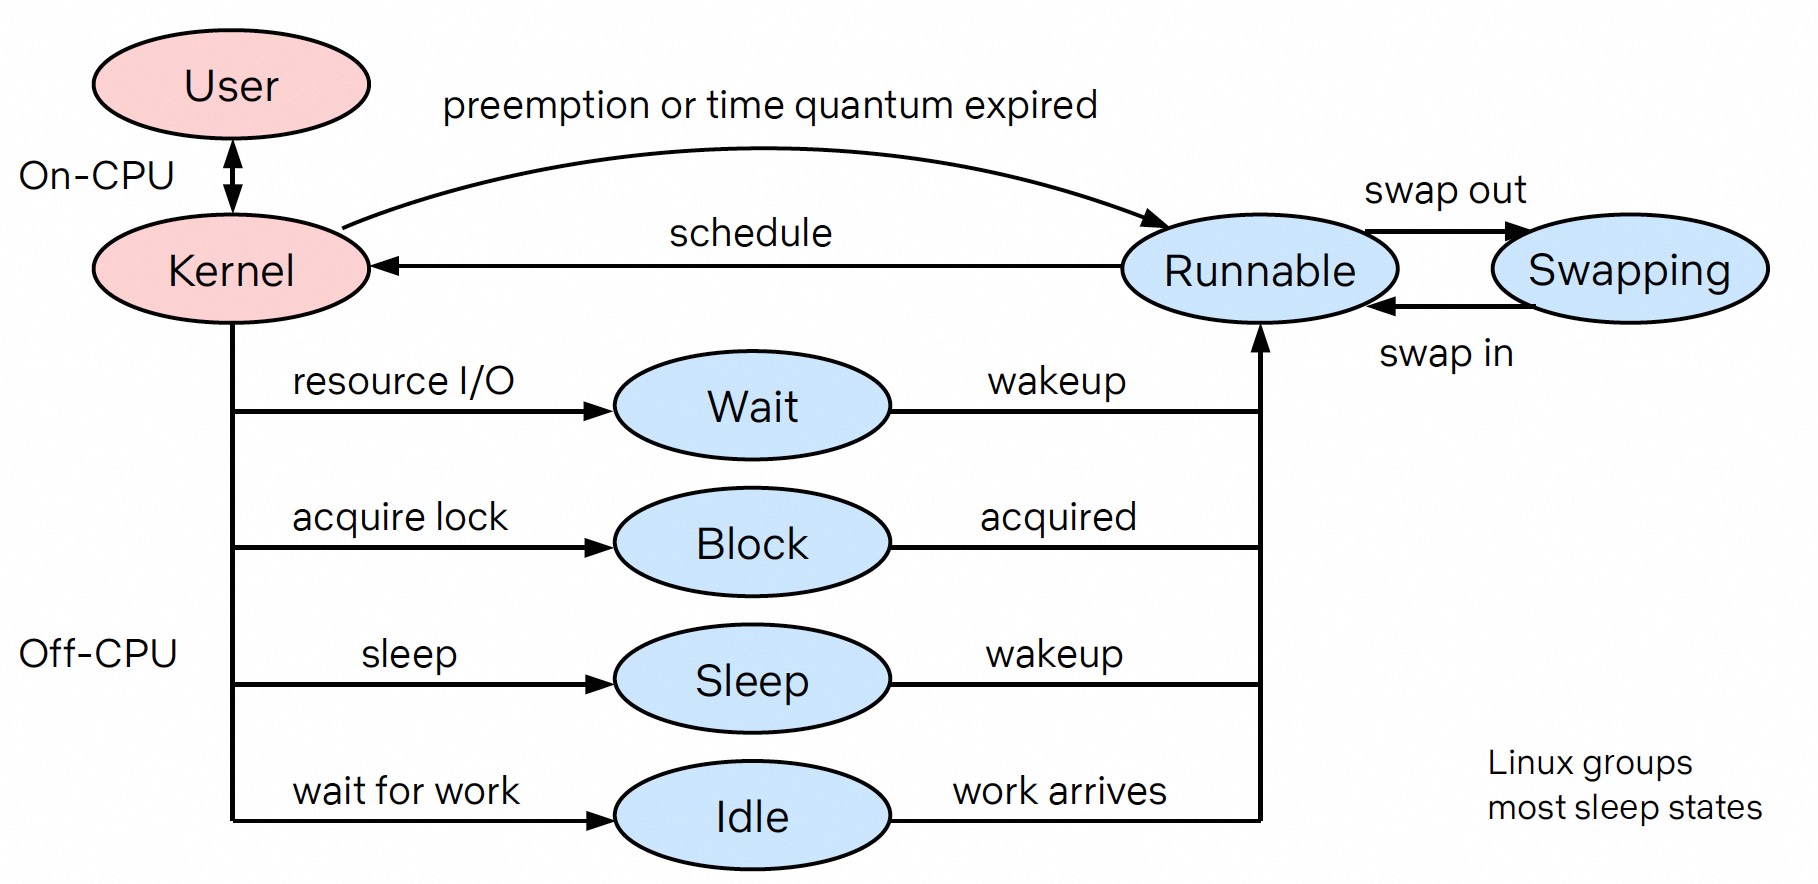 User
preemption or time quantum expired
On-CPU
swap out
schedule
Kernel
Runnable
Swapping
swap in
resource I/O
Wait
wakeup
acquire lock
Block
acquired
Off-CPU
sleep
Sleep
wakeup
wait for work
Idle
work arrives
Linux groups
most sleep states